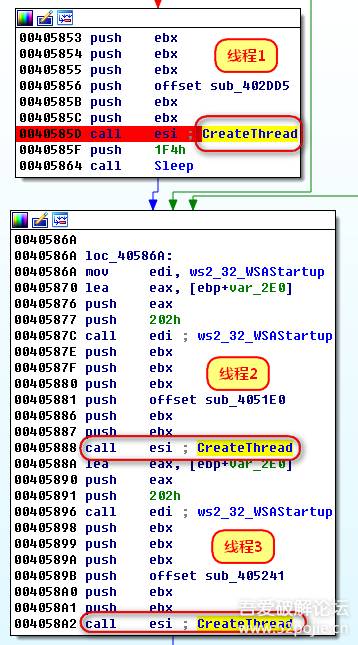 00405853 push ebx
00405854 push ebx
线程1
00405855 push ebx
00405856 push offset sub_402DD5
0040585B push ebx
0040585C push ebx
0040585D call esi ; CreateThread
0040585F push 1F4h
00405864 call Sleep
0040586A
0040586A loc_40586A:
0040586A mov edi, ws2_32_WSAStartup
00405870 lea eax, [ebp+var_2E0]
00405876 push eax
00405877 push 202h
0040587C call edi ; ws2_32_WSAStartup
0040587E push ebx
0040587F push ebx
线程2
00405880 push ebx
00405881 push offset sub_4051E0
00405886 push ebx
00405887 push ebx
00405888 call esi ; CreateThread
0040588A lea eax, [ebp+var_2E0]
00405890 push eax
00405891 push 202h
00405896 call edi ; ws2_32_WSAStartup
00405898 push ebx
00405899 push ebx
线程3
0040589A push ebx
0040589B push offset sub_405241
004058A0 push ebx
004058A1 push ebx
004058A2 call esi ; CreateThread
吾爱破解论坛
www.52pojie.cn